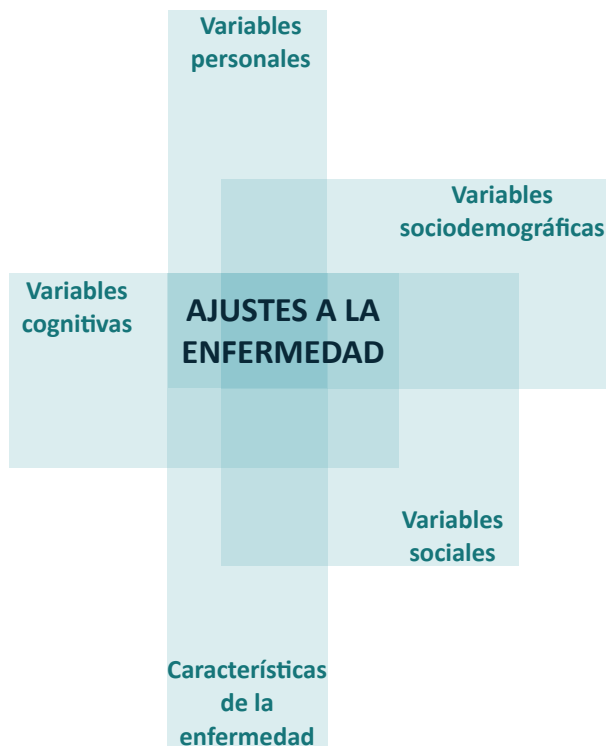 Variables
personales
Variables
sociodemográficas
Variables
cognitivas
AJUSTES A LA
ENFERMEDAD
Variables
sociales
Características
de la
enfermedad